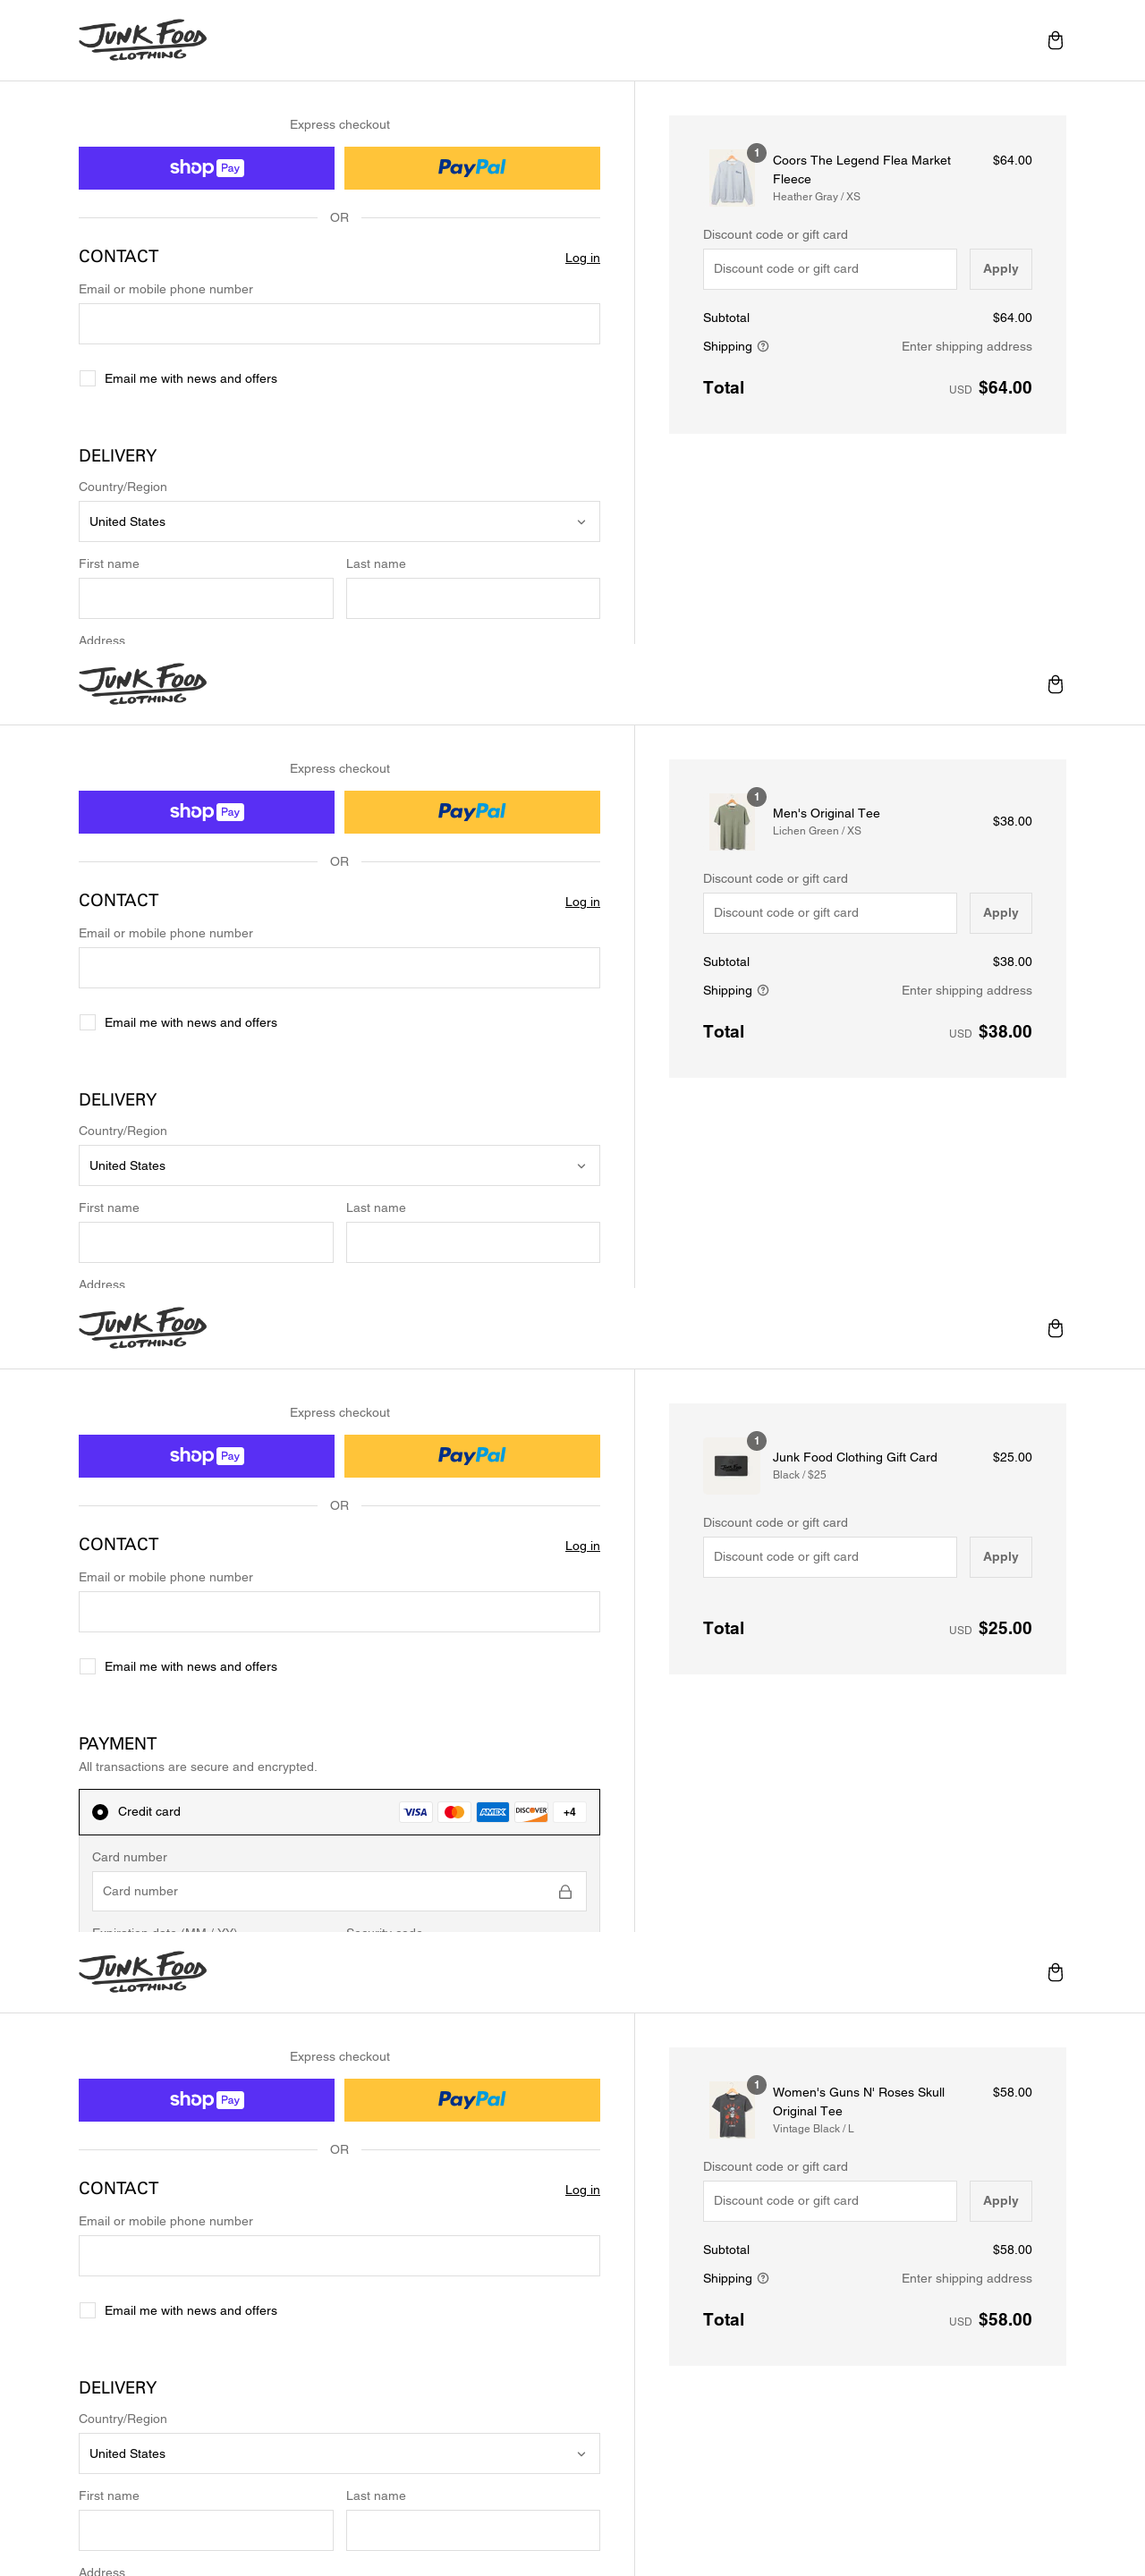 JUNK FOOD
CLOTHING
Express checkout
shop Pay
PayPal
OR
CONTACT
Log in
Email or mobile phone number
Email me with news and offers
DELIVERY
Country/Region
United States
First name
Last name
Address
1
Coors The Legend Flea Market
Fleece
Heather Gray / XS
$64.00
Discount code or gift card
Discount code or gift card
Apply
Subtotal
$64.00
Shipping
Enter shipping address
Total
USD $64.00
JUNK FOOD
CLOTHING
Express checkout
shop Pay
PayPal
OR
CONTACT
Log in
Email or mobile phone number
Email me with news and offers
DELIVERY
Country/Region
United States
First name
Last name
Address
1
Men's Original Tee
Lichen Green / XS
$38.00
Discount code or gift card
Discount code or gift card
Apply
Subtotal
$38.00
Shipping
Enter shipping address
Total
USD $38.00
JUNK FOOD
CLOTHING
Express checkout
shop Pay
PayPal
OR
CONTACT
Log in
Email or mobile phone number
Email me with news and offers
PAYMENT
All transactions are secure and encrypted.
Credit card
VISA
AMEX
DISCOVER
+4
Card number
Card number
Expiration date (MM / YY)
Security code
1
Junk Food Clothing Gift Card
Black / $25
$25.00
Discount code or gift card
Discount code or gift card
Apply
Total
USD $25.00
JUNK FOOD
CLOTHING
Express checkout
shop Pay
PayPal
OR
CONTACT
Log in
Email or mobile phone number
Email me with news and offers
DELIVERY
Country/Region
United States
First name
Last name
Address
1
Women's Guns N' Roses Skull
Original Tee
Vintage Black / L
$58.00
Discount code or gift card
Discount code or gift card
Apply
Subtotal
$58.00
Shipping
Enter shipping address
Total
USD $58.00